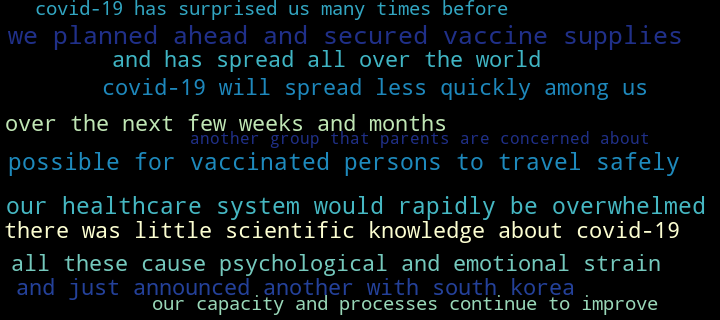 covid-19 has surprised us many times before
we planned ahead and secured vaccine supplies
and has spread all over the world
covid-19 will spread less quickly among us
over the next few weeks and months
another group that parents are concerned about
possible for vaccinated persons to travel safely
our healthcare system would rapidly be overwhelmed
there was little scientific knowledge about covid-19
all these cause psychological and emotional strain
and just announced another with south korea
our capacity and processes continue to improve